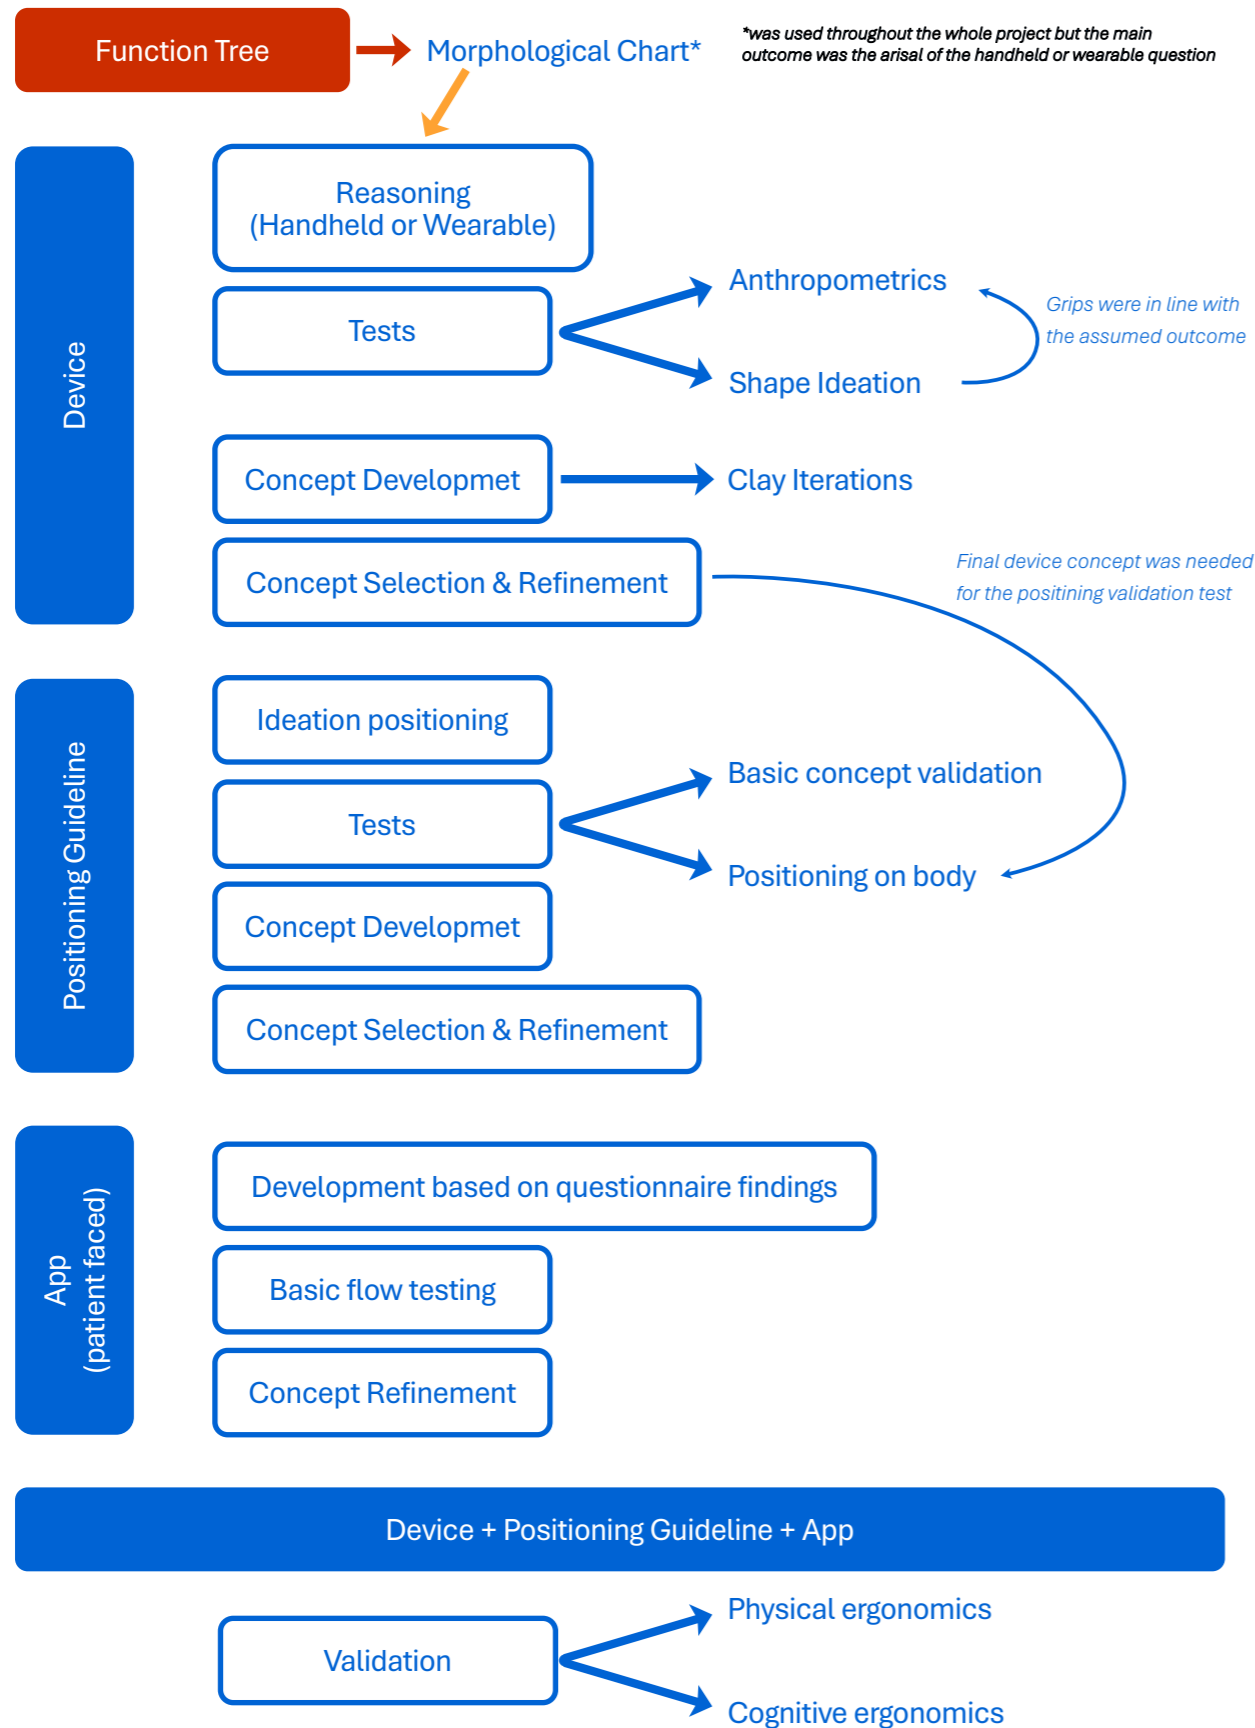 Function Tree
Morphological Chart*
*was used throughout the whole project but the main
outcome was the arisal of the handheld or wearable question
Device
Reasoning
(Handheld or Wearable)
Tests
Anthropometrics
Shape Ideation
Grips were in line with
the assumed outcome
Concept Developmet
Clay Iterations
Concept Selection & Refinement
Final device concept was needed
for the positining validation test
Positioning Guideline
Ideation positioning
Tests
Basic concept validation
Positioning on body
Concept Developmet
Concept Selection & Refinement
App
(patient faced)
Development based on questionnaire findings
Basic flow testing
Concept Refinement
Device + Positioning Guideline + App
Validation
Physical ergonomics
Cognitive ergonomics